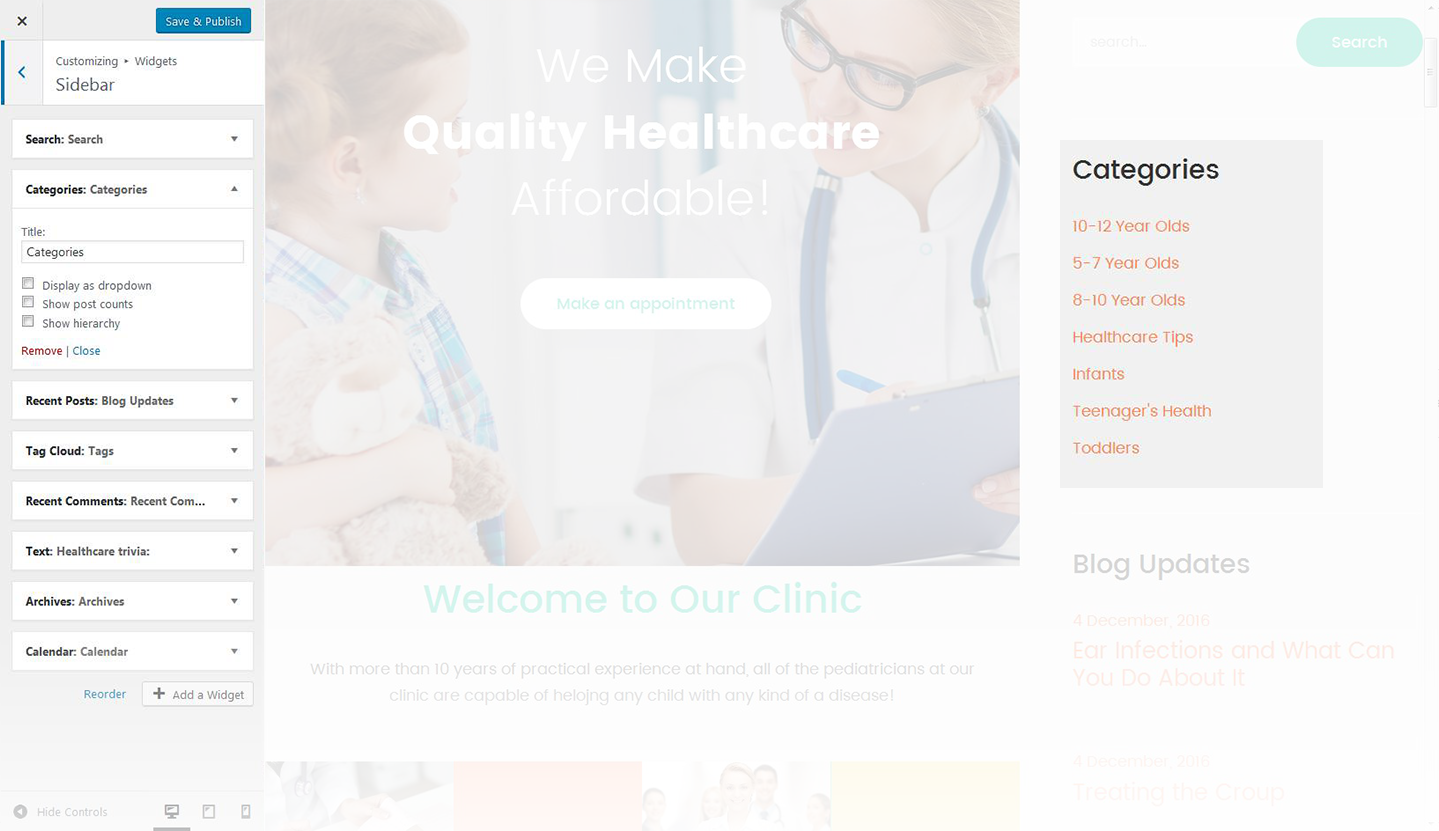 Save & Publish
Customizing ▸ Widgets
Sidebar
Search: Search
Categories: Categories
Title:
Categories
Display as dropdown
Show post counts
Show hierarchy
Remove | Close
Recent Posts: Blog Updates
Tag Cloud: Tags
Recent Comments: Recent Com...
Text: Healthcare trivia:
Archives: Archives
Calendar: Calendar
Reorder
Add a Widget
Hide Controls
We Make
Quality Healthcare
Affordable!
Make an appointment
Welcome to Our Clinic
With more than 10 years of practical experience at hand, all of the pediatricians at our
clinic are capable of helojng any child with any kind of a disease!
search...
Search
Categories
10-12 Year Olds
5-7 Year Olds
8-10 Year Olds
Healthcare Tips
Infants
Teenager's Health
Toddlers
Blog Updates
4 December, 2016
Ear Infections and What Can
You Do About It
4 December, 2016
Treating the Croup